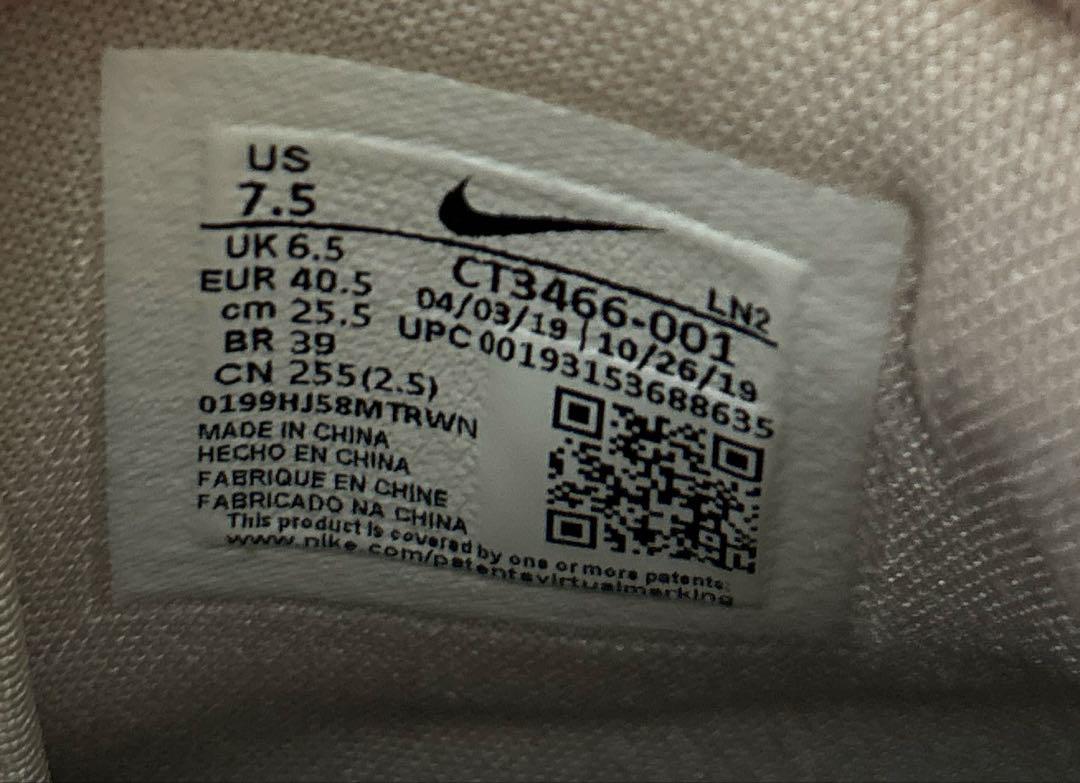 US
7.5
LN2
UK 6.5
EUR 40.5
cm 25.5
BR 39
CN 255(2.5)
CT3466-001
04/03/19 | 10/26/19
UPC 00193153688635
0199HJ58MTRWN
MADE IN CHINA
HECHO EN CHINA
FABRIQUE EN CHINE
FABRICADO NA CHINA
This product is covered by one or more patents:
www.nike.com/patentsvirtualmarking